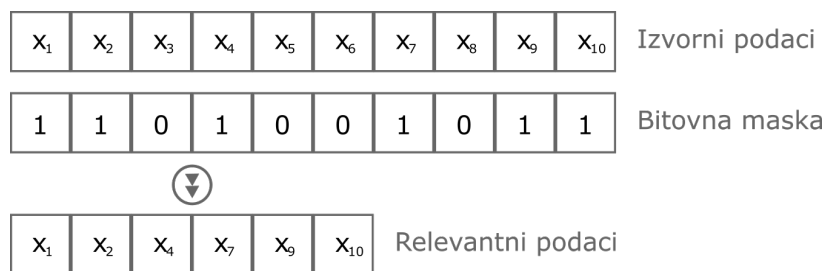 x₁ x₂ x₃ x₄ x₅ x₆ x₇ x₈ x₉ x₁₀ Izvorni podaci
1 1 0 1 0 0 1 0 1 1 Bitovna maska
x₁ x₂ x₄ x₇ x₉ x₁₀ Relevantni podaci